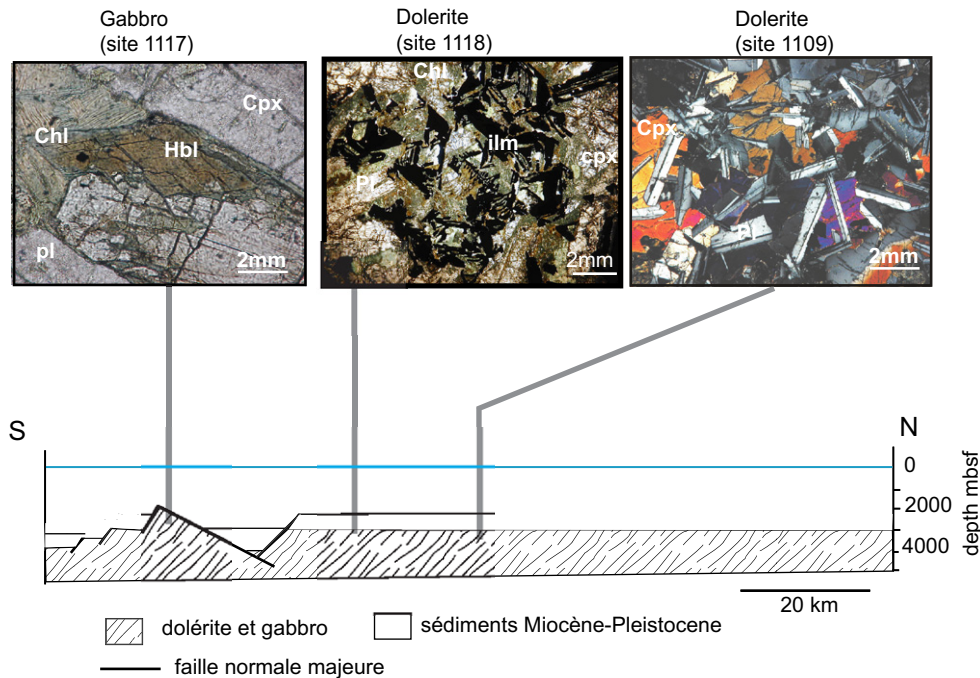 Gabbro
(site 1117)
Dolerite
(site 1118)
Dolerite
(site 1109)
Cpx
Chl
Hbl
pl
2mm
Chl
ilm
cpx
Pl
2mm
Cpx
Pl
2mm
S
N
0
2000
4000
depth mbsf
20 km
dolérite et gabbro
sédiments Miocène-Pleistocene
faille normale majeure